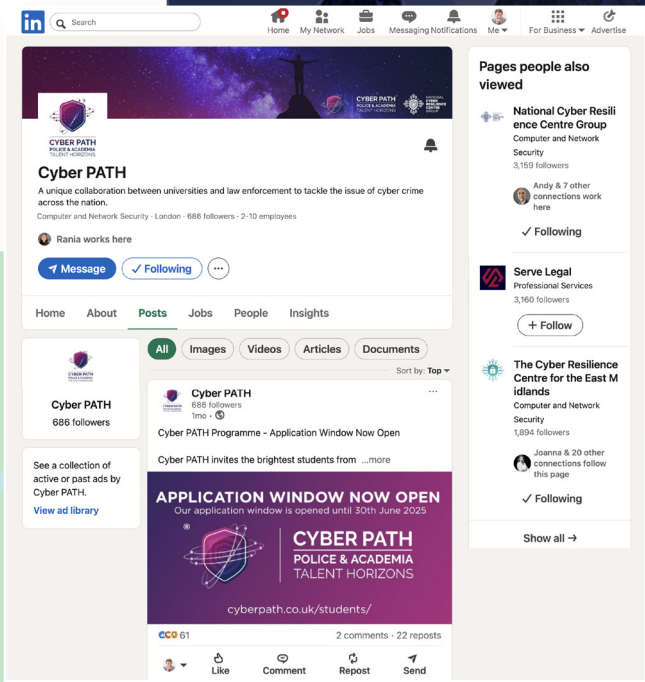 in
Search
Home
My Network
Jobs
Messaging
Notifications
Me
For Business
Advertise
CYBER PATH
POLICE & ACADEMIA
TALENT HORIZONS
NATIONAL
CYBER
RESILIENCE
CENTRE
GROUP
CYBER PATH
POLICE & ACADEMIA
TALENT HORIZONS
Cyber PATH
A unique collaboration between universities and law enforcement to tackle the issue of cyber crime
across the nation.
Computer and Network Security · London · 686 followers · 2-10 employees
Rania works here
Message
Following
Home
About
Posts
Jobs
People
Insights
CYBER PATH
Cyber PATH
686 followers
See a collection of
active or past ads by
Cyber PATH.
View ad library
All
Images
Videos
Articles
Documents
Sort by: Top
Cyber PATH
686 followers
1mo •
Cyber PATH Programme - Application Window Now Open
Cyber PATH invites the brightest students from ...more
APPLICATION WINDOW NOW OPEN
Our application window is opened until 30th June 2025
®
CYBER PATH
POLICE & ACADEMIA
TALENT HORIZONS
cyberpath.co.uk/students/
61
2 comments · 22 reposts
Like
Comment
Repost
Send
Pages people also
viewed
National Cyber Resili
ence Centre Group
Computer and Network
Security
3,159 followers
Andy & 7 other
connections work
here
Following
Serve Legal
Professional Services
3,160 followers
+ Follow
The Cyber Resilience
Centre for the East M
idlands
Computer and Network
Security
1,894 followers
Joanna & 20 other
connections follow
this page
Following
Show all →